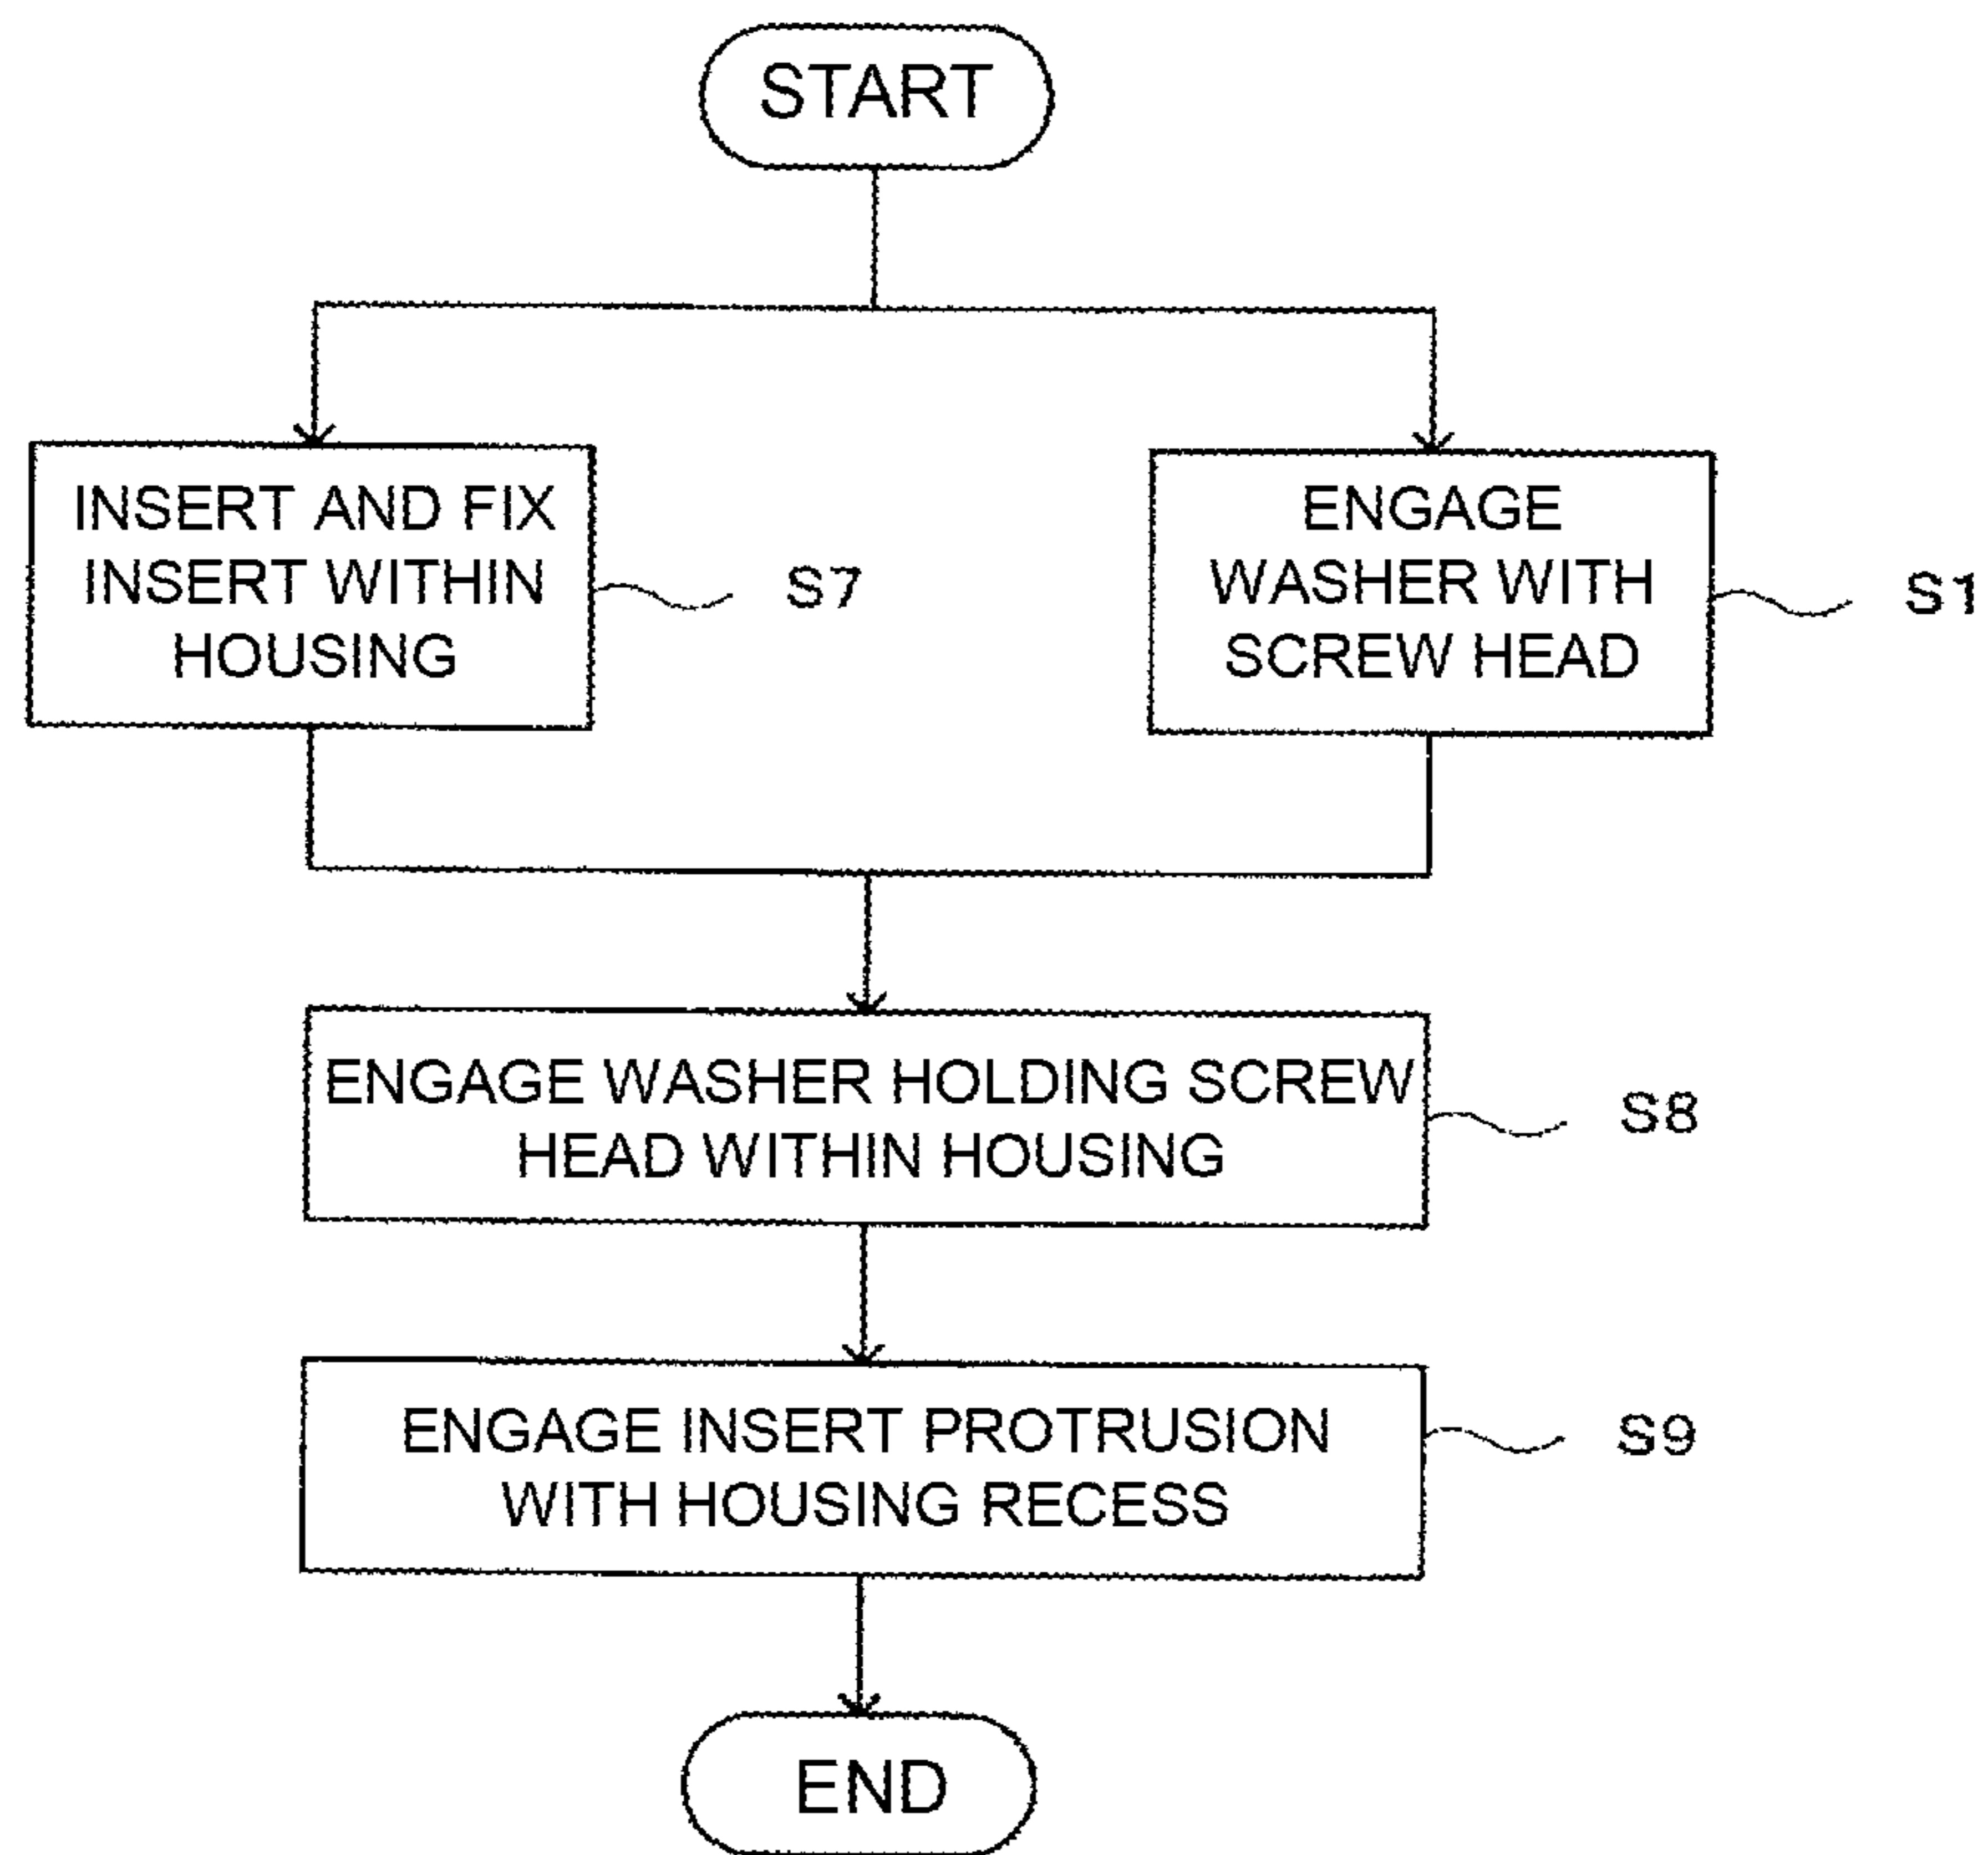 START
INSERT AND FIX
INSERT WITHIN
HOUSING
S7
ENGAGE
WASHER WITH
SCREW HEAD
S1
ENGAGE WASHER HOLDING SCREW
HEAD WITHIN HOUSING
S8
ENGAGE INSERT PROTRUSION
WITH HOUSING RECESS
S9
END